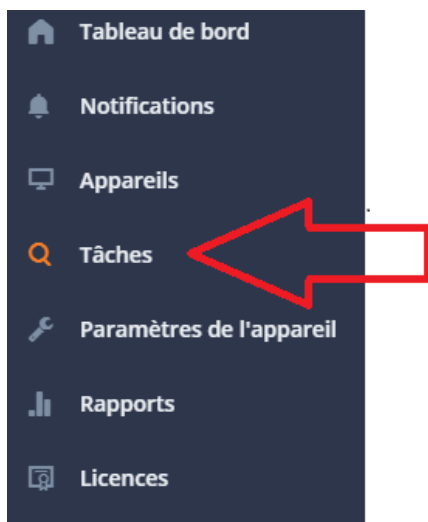 Tableau de bord
Notifications
Appareils
Tâches
Paramètres de l'appareil
Rapports
Licences